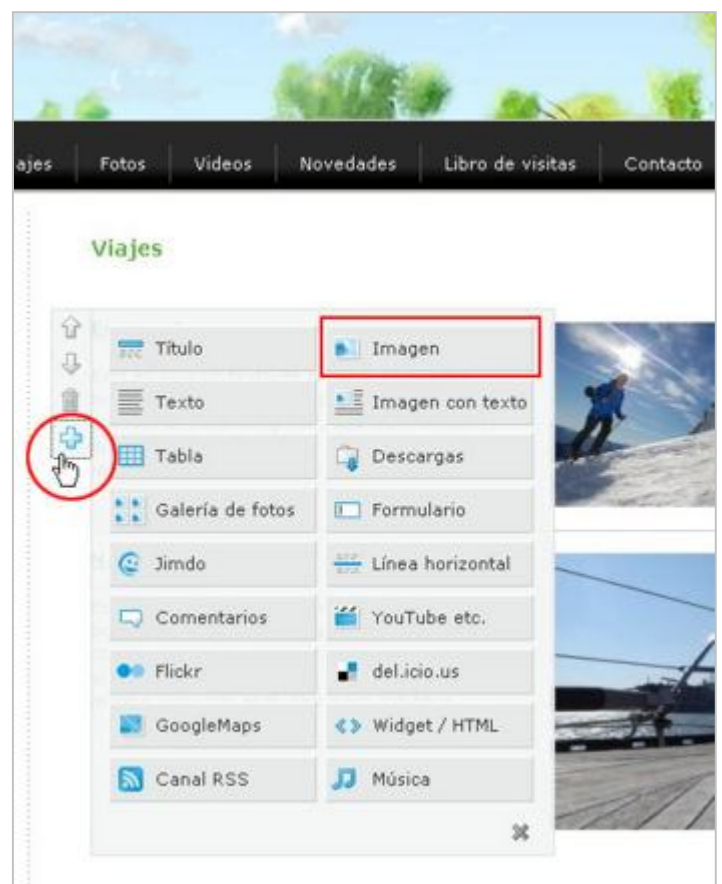 ajes Fotos Videos Novedades Libro de visitas Contacto
Viajes
Título Imagen
Texto Imagen con texto
Tabla Descargas
Galería de fotos Formulario
Jimdo Línea horizontal
Comentarios YouTube etc.
Flickr del.icio.us
GoogleMaps Widget / HTML
Canal RSS Música